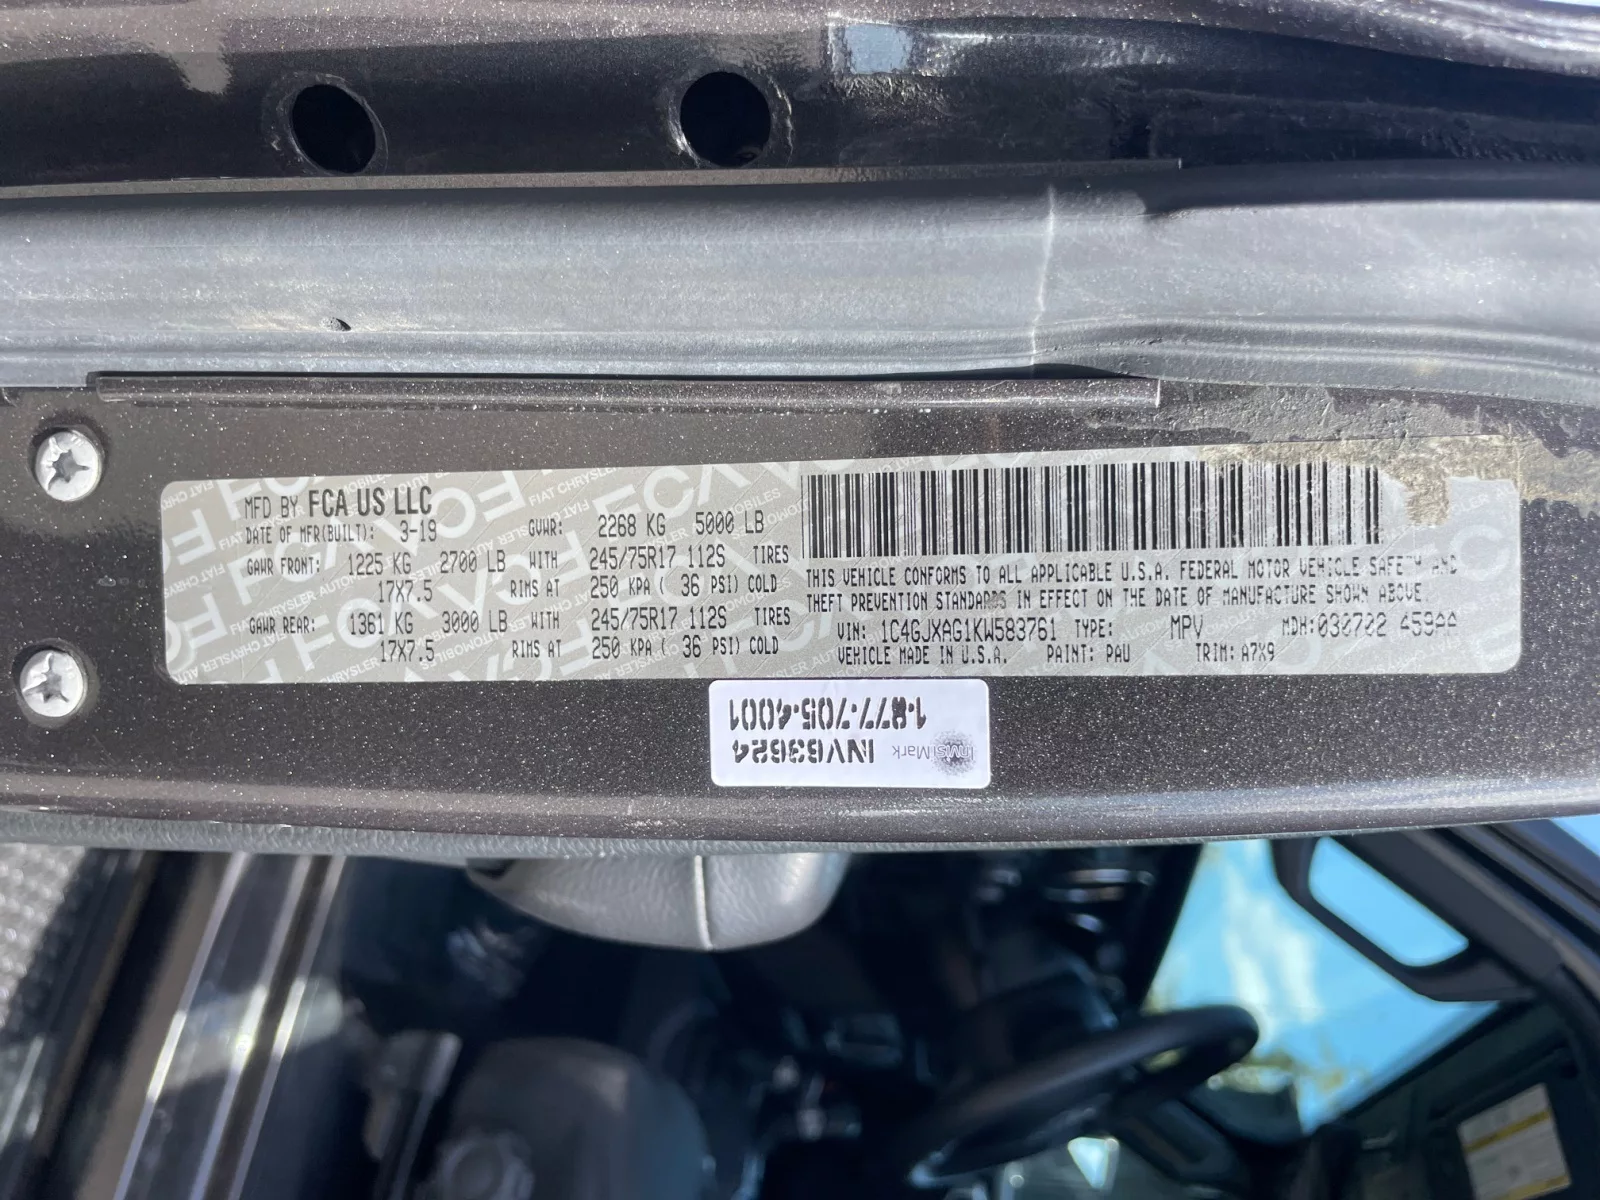 MFD BY FCA US LLC
DATE OF MFR(BUILT): 3-19 GVWR: 2268 KG 5000 LB
GAWR FRONT: 1225 KG 2700 LB WITH 245/75R17 112S TIRES
17X7.5 RIMS AT 250 KPA ( 36 PSI) COLD
GAWR REAR: 1361 KG 3000 LB WITH 245/75R17 112S TIRES
17X7.5 RIMS AT 250 KPA ( 36 PSI) COLD
THIS VEHICLE CONFORMS TO ALL APPLICABLE U.S.A. FEDERAL MOTOR VEHICLE SAFETY AND
THEFT PREVENTION STANDARDS IN EFFECT ON THE DATE OF MANUFACTURE SHOWN ABOVE
VIN: 1C4GJXAG1KW583761 TYPE: MPV MDH:030702 459AA
VEHICLE MADE IN U.S.A. PAINT: PAU TRIM: A7X9
InvisiMark INV63624
1-877-705-4001